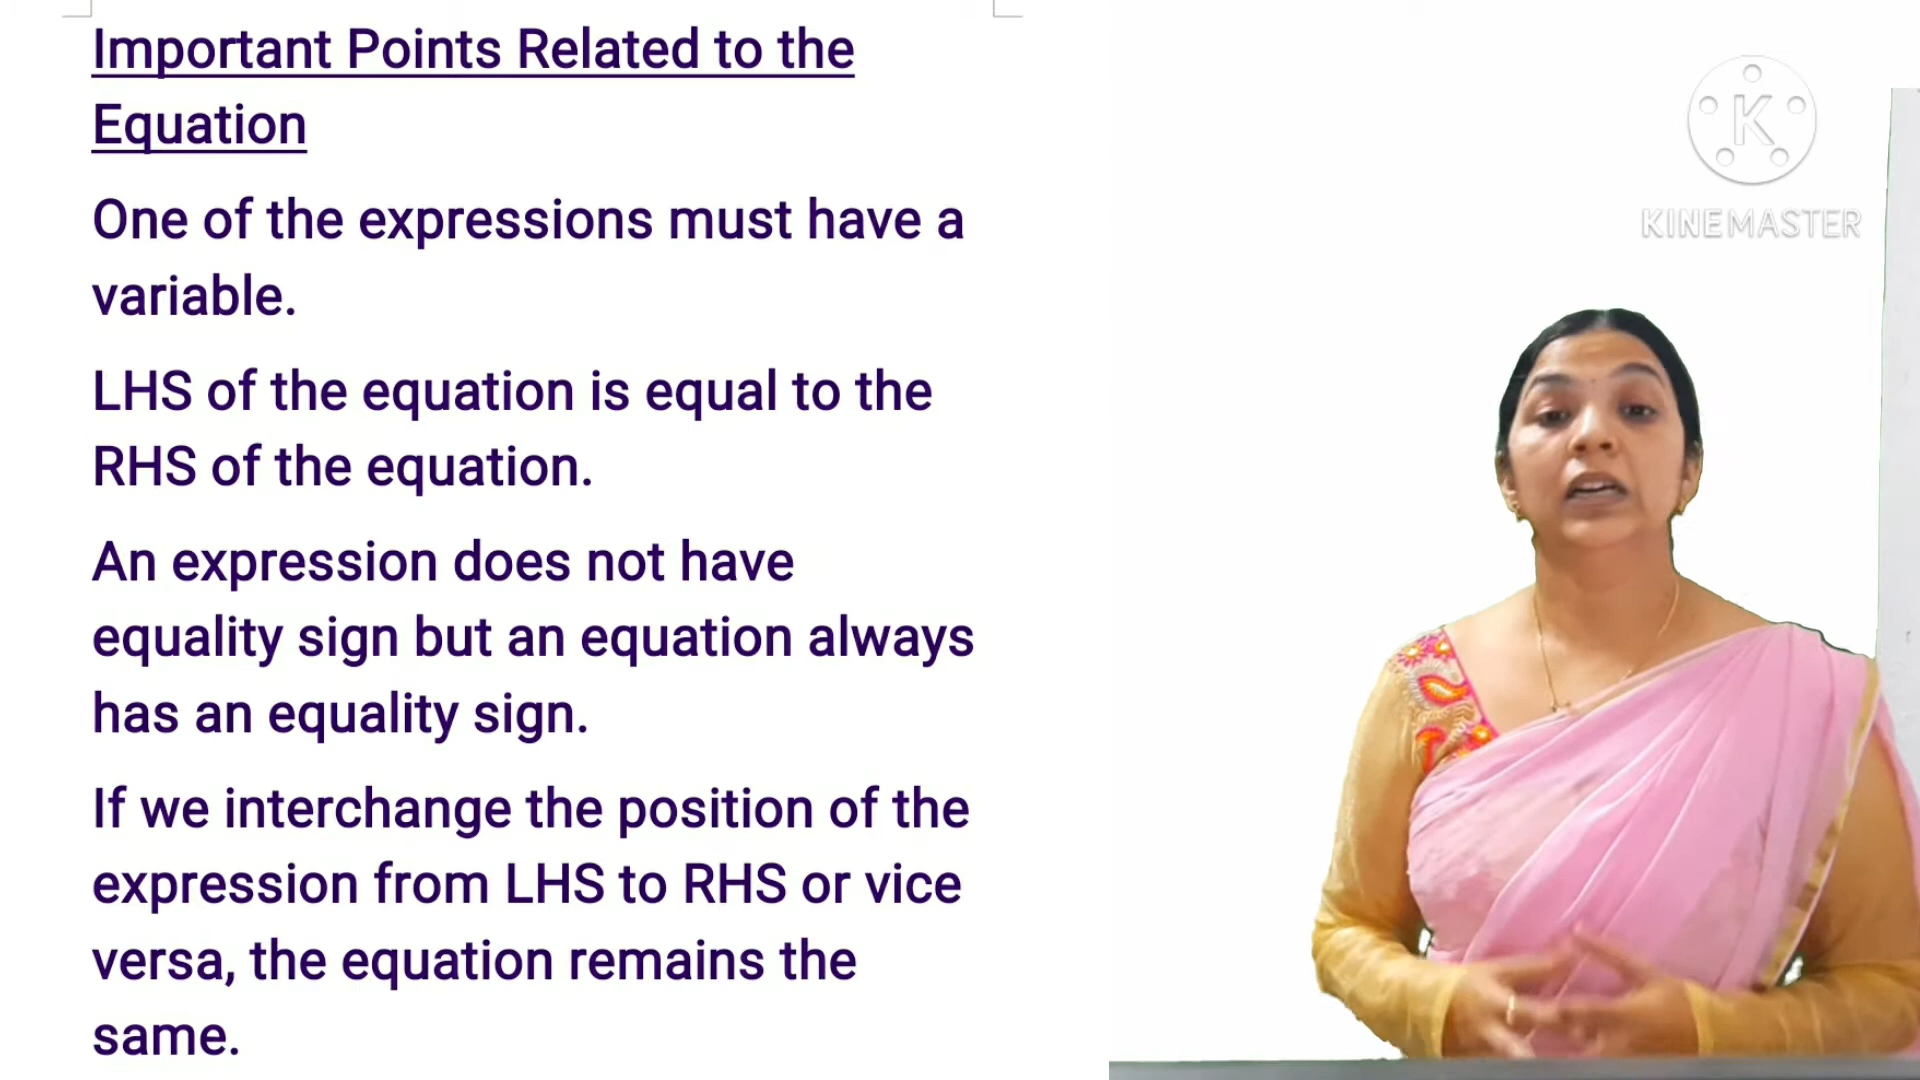 Important Points Related to the
Equation
One of the expressions must have a
variable.
LHS of the equation is equal to the
RHS of the equation.
An expression does not have
equality sign but an equation always
has an equality sign.
If we interchange the position of the
expression from LHS to RHS or vice
versa, the equation remains the
same.
K
KINEMASTER